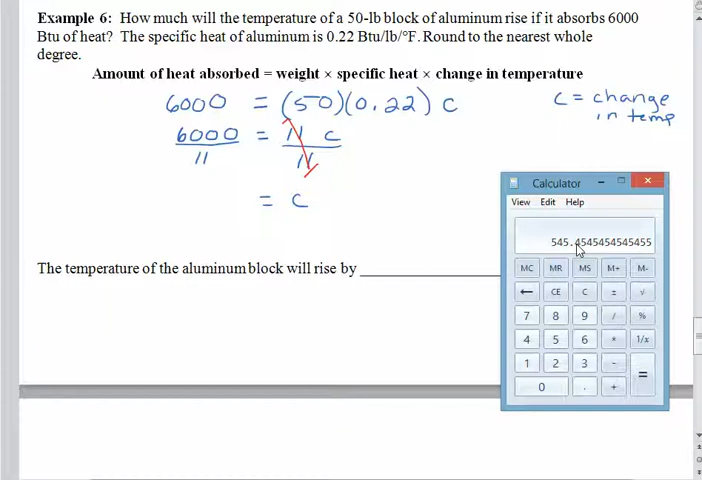 Example 6: How much will the temperature of a 50-lb block of aluminum rise if it absorbs 6000
Btu of heat? The specific heat of aluminum is 0.22 Btu/lb/°F. Round to the nearest whole
degree.
Amount of heat absorbed = weight × specific heat × change in temperature
6000 = (50)(0.22) c
c = change
in temp
6000 = 11 c
11 11
= c
The temperature of the aluminum block will rise by ____________________
Calculator
View Edit Help
545.4545454545455
MC MR MS M+ M-
← CE C ± √
7 8 9 / %
4 5 6 * 1/x
1 2 3 - =
0 . +